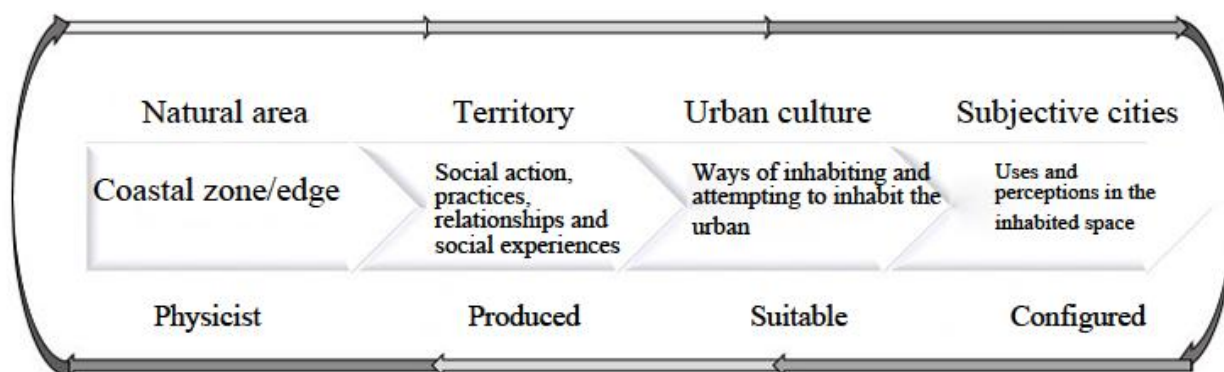 Natural area
Territory
Urban culture
Subjective cities
Coastal zone/edge
Social action,
practices,
relationships and
social experiences
Ways of inhabiting and
attempting to inhabit the
urban
Uses and
perceptions in the
inhabited space
Physicist
Produced
Suitable
Configured